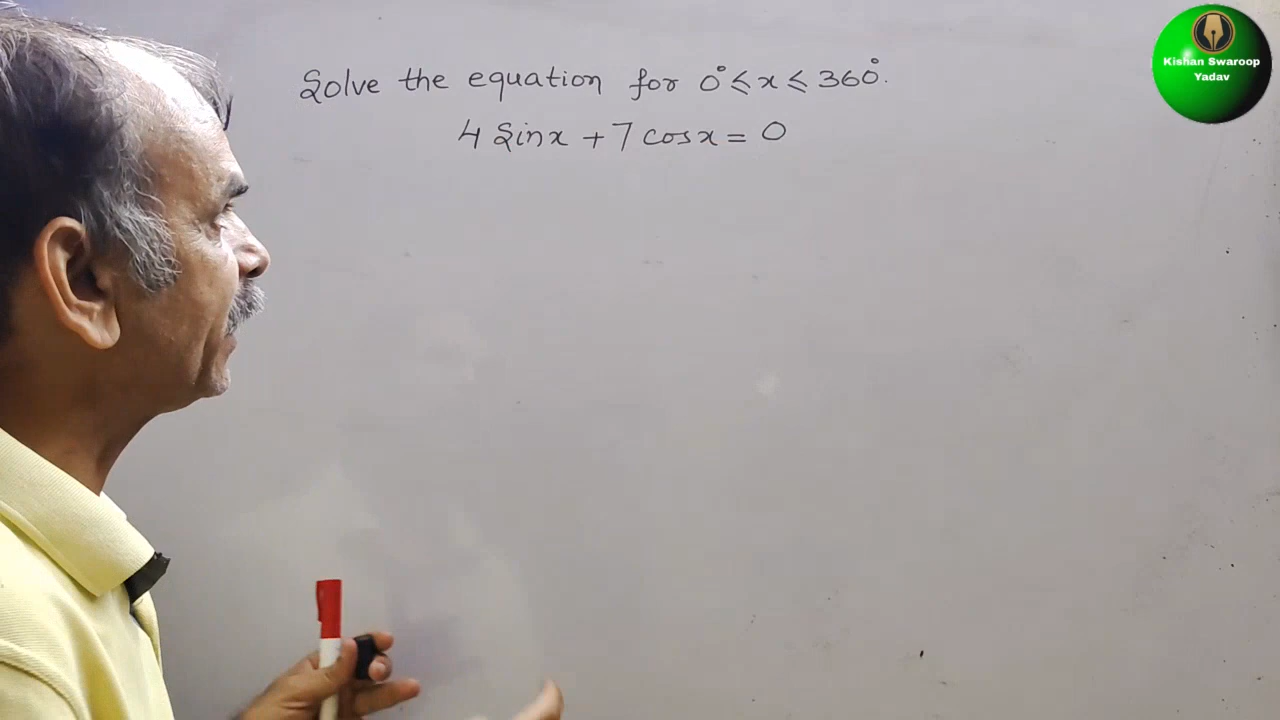 Solve the equation for 0° ≤ x ≤ 360°.
4 Sin x + 7 cos x = 0
Kishan Swaroop
Yadav